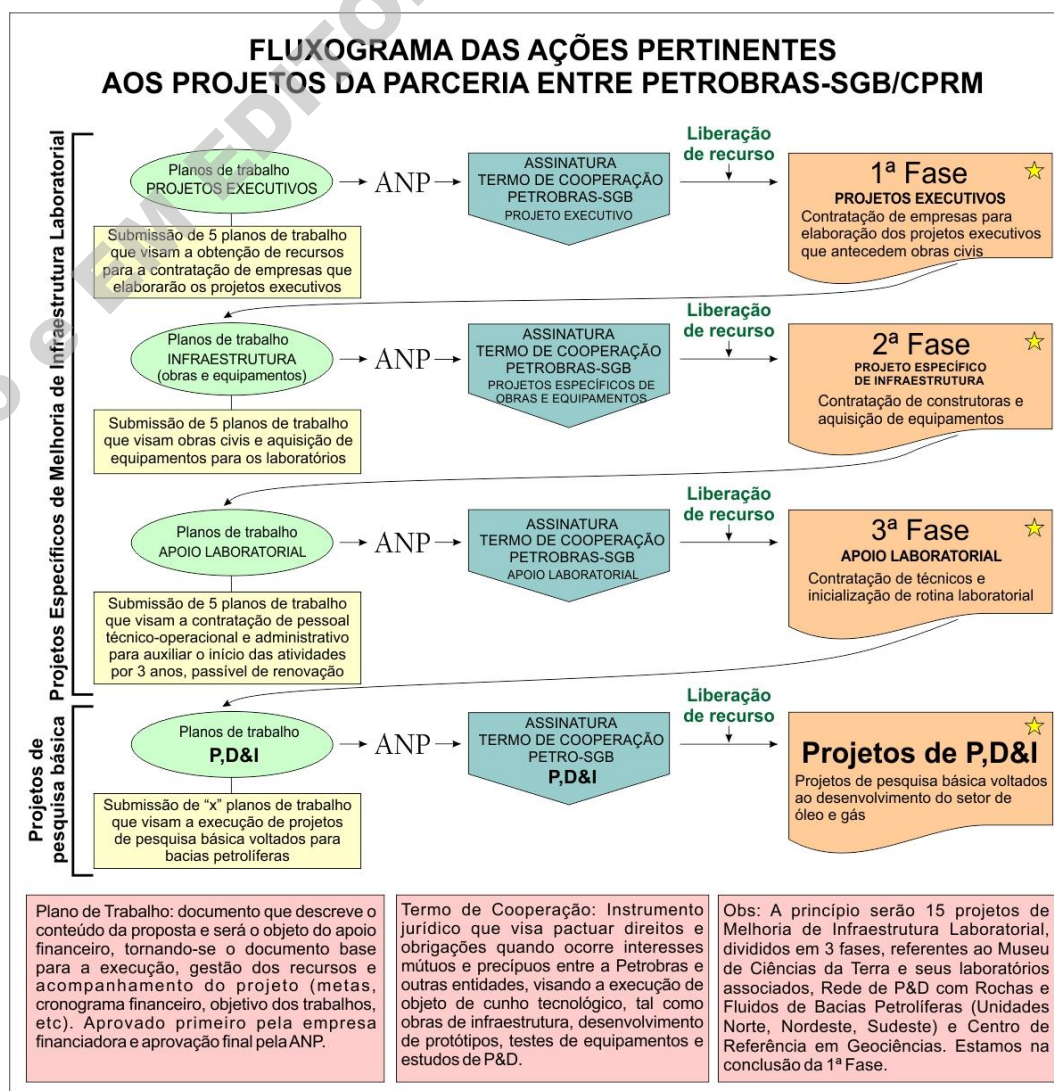 FLUXOGRAMA DAS AÇÕES PERTINENTES
AOS PROJETOS DA PARCERIA ENTRE PETROBRAS-SGB/CPRM
Projetos Específicos de Melhoria de Infraestrutura Laboratorial
Planos de trabalho
PROJETOS EXECUTIVOS
ANP
ASSINATURA
TERMO DE COOPERAÇÃO
PETROBRAS-SGB
PROJETO EXECUTIVO
Liberação
de recurso
1ª Fase
PROJETOS EXECUTIVOS
Contratação de empresas para
elaboração dos projetos executivos
que antecedem obras civis
Submissão de 5 planos de trabalho
que visam a obtenção de recursos
para a contratação de empresas que
elaborarão os projetos executivos
Planos de trabalho
INFRAESTRUTURA
(obras e equipamentos)
ANP
ASSINATURA
TERMO DE COOPERAÇÃO
PETROBRAS-SGB
PROJETOS ESPECÍFICOS DE
OBRAS E EQUIPAMENTOS
Liberação
de recurso
2ª Fase
PROJETO ESPECÍFICO
DE INFRAESTRUTURA
Contratação de construtoras e
aquisição de equipamentos
Submissão de 5 planos de trabalho
que visam obras civis e aquisição de
equipamentos para os laboratórios
Planos de trabalho
APOIO LABORATORIAL
ANP
ASSINATURA
TERMO DE COOPERAÇÃO
PETROBRAS-SGB
APOIO LABORATORIAL
Liberação
de recurso
3ª Fase
APOIO LABORATORIAL
Contratação de técnicos e
inicialização de rotina laboratorial
Submissão de 5 planos de trabalho
que visam a contratação de pessoal
técnico-operacional e administrativo
para auxiliar o início das atividades
por 3 anos, passível de renovação
Projetos de
pesquisa básica
Planos de trabalho
P,D&I
ANP
ASSINATURA
TERMO DE COOPERAÇÃO
PETRO-SGB
P,D&I
Liberação
de recurso
Projetos de P,D&I
Projetos de pesquisa básica voltados
ao desenvolvimento do setor de
óleo e gás
Submissão de “x” planos de trabalho
que visam a execução de projetos
de pesquisa básica voltados para
bacias petrolíferas
Plano de Trabalho: documento que descreve o
conteúdo da proposta e será o objeto do apoio
financeiro, tornando-se o documento base
para a execução, gestão dos recursos e
acompanhamento do projeto (metas,
cronograma financeiro, objetivo dos trabalhos,
etc). Aprovado primeiro pela empresa
financiadora e aprovação final pela ANP.
Termo de Cooperação: Instrumento
jurídico que visa pactuar direitos e
obrigações quando ocorre interesses
mútuos e precípuos entre a Petrobras e
outras entidades, visando a execução de
objeto de cunho tecnológico, tal como
obras de infraestrutura, desenvolvimento
de protótipos, testes de equipamentos e
estudos de P&D.
Obs: A princípio serão 15 projetos de
Melhoria de Infraestrutura Laboratorial,
divididos em 3 fases, referentes ao Museu
de Ciências da Terra e seus laboratórios
associados, Rede de P&D com Rochas e
Fluidos de Bacias Petrolíferas (Unidades
Norte, Nordeste, Sudeste) e Centro de
Referência em Geociências. Estamos na
conclusão da 1ª Fase.
e EM EDITOR